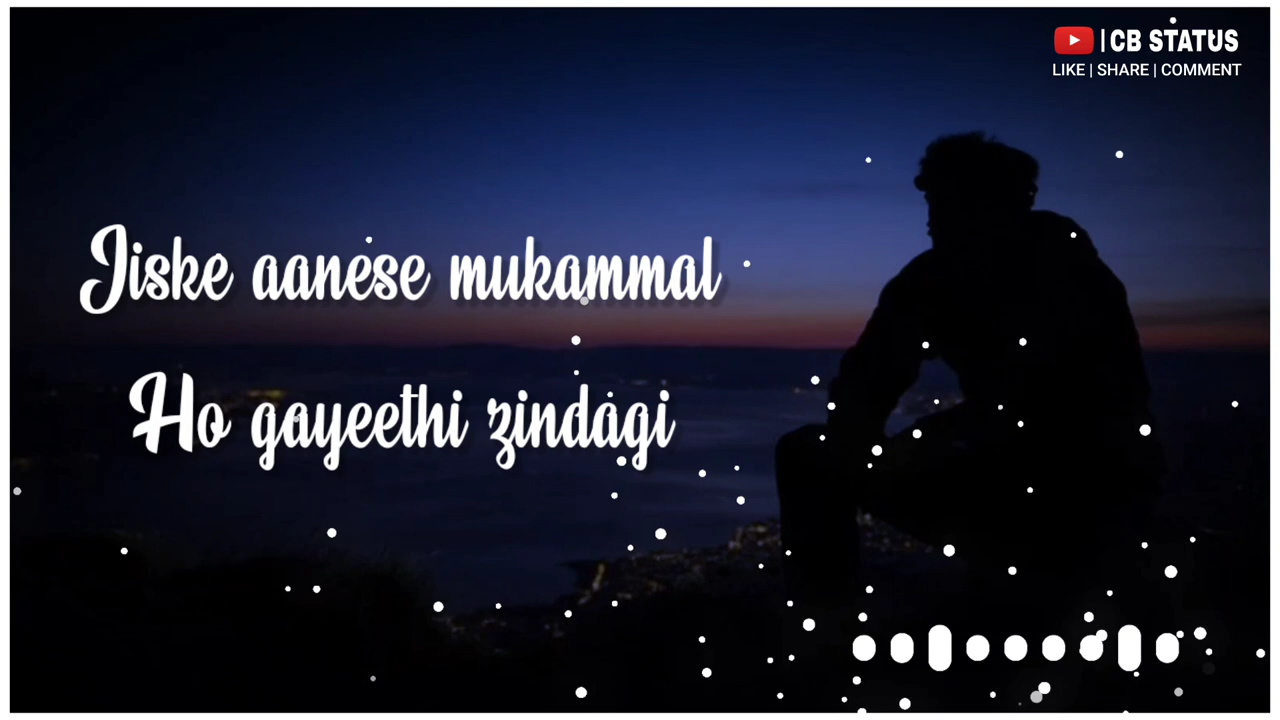 | CB STATUS
LIKE | SHARE | COMMENT
Jiske aanese mukammal
Ho gayeethi zindagi